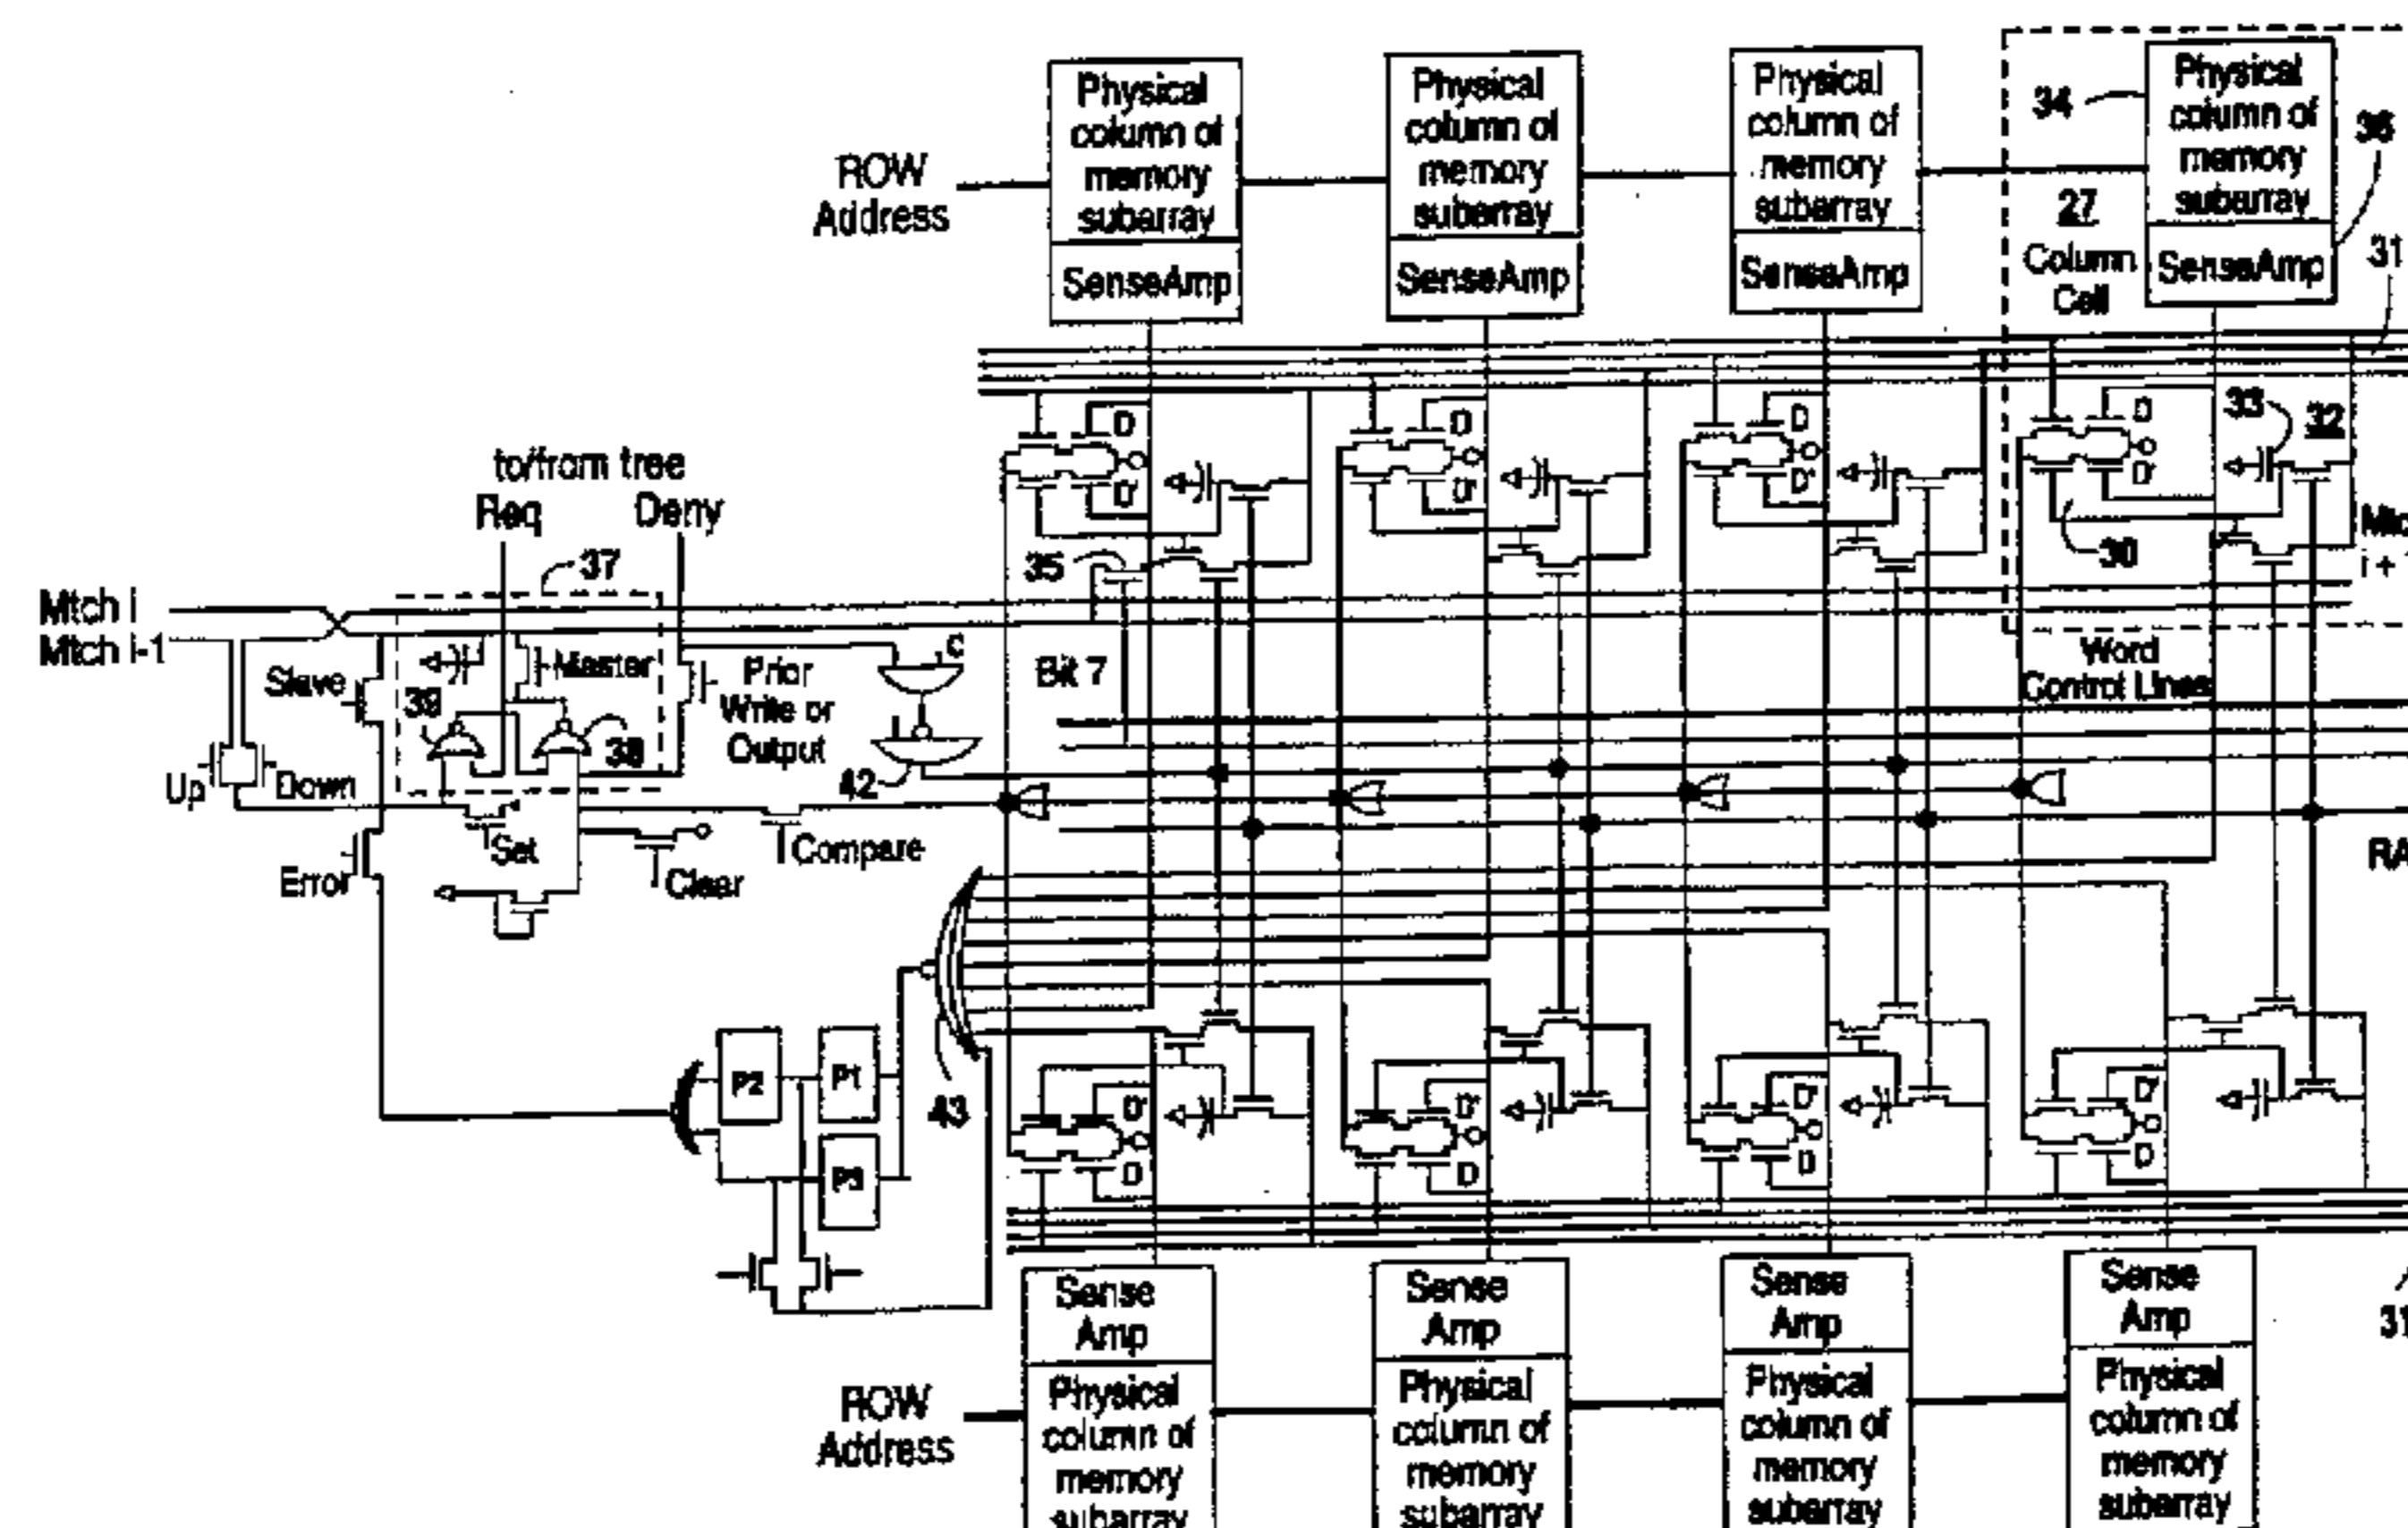 Physical
column of
memory
subarray
SenseAmp
Physical
column of
memory
subarray
SenseAmp
Physical
column of
memory
subarray
SenseAmp
Physical
column of
memory
subarray
SenseAmp
34
36
27
Column
Cell
31
ROW
Address
D
D'
D
D'
D
D'
D
D'
33
32
30
35
to/from tree
Req
Deny
37
Mtch i
Mtch i-1
i +
Slave
Master
39
38
Prior
Write or
Output
C
42
Bit 7
Word
Control Lines
Up
Down
Set
Compare
Clear
Error
RA
43
P2
P1
P3
D'
D
D'
D
D'
D
D'
D
31
Sense
Amp
Physical
column of
memory
subarray
Sense
Amp
Physical
column of
memory
subarray
Sense
Amp
Physical
column of
memory
subarray
Sense
Amp
Physical
column of
memory
subarray
ROW
Address